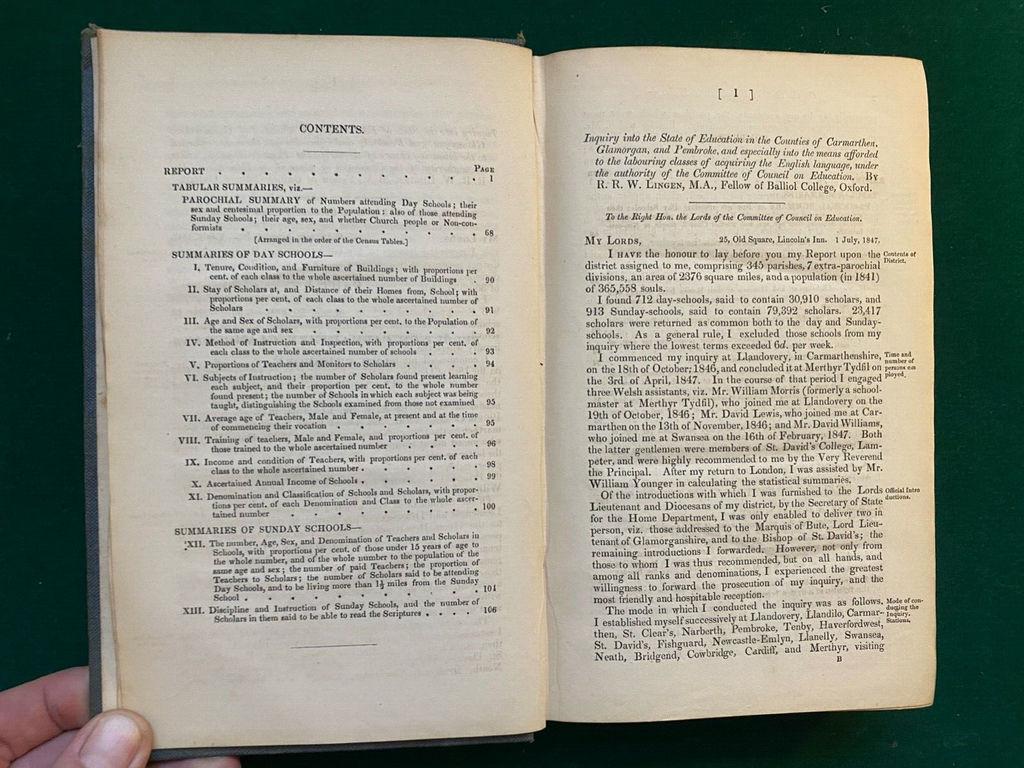 CONTENTS.
PAGE
REPORT . . . . . . . . . . . 1
TABULAR SUMMARIES, viz.—
PAROCHIAL SUMMARY of Numbers attending Day Schools; their
sex and centesimal proportion to the Population: also of those attending
Sunday Schools; their age, sex, and whether Church people or Non-con-
formists . . . . . . . . . 68
[Arranged in the order of the Census Tables.]
SUMMARIES OF DAY SCHOOLS—
I. Tenure, Condition, and Furniture of Buildings; with proportions per
cent. of each class to the whole ascertained number of Buildings . 90
II. Stay of Scholars at, and Distance of their Homes from, School; with
proportions per cent. of each class to the whole ascertained number of
Scholars . . . . . . . . . 91
III. Age and Sex of Scholars, with proportions per cent. to the Population of
the same age and sex . . . . . . . 92
IV. Method of Instruction and Inspection, with proportions per cent. of
each class to the whole ascertained number of schools . . . 93
V. Proportions of Teachers and Monitors to Scholars . . . . 94
VI. Subjects of Instruction; the number of Scholars found present learning
each subject, and their proportion per cent. to the whole number
found present; the number of Schools in which each subject was being
taught, distinguishing the Schools examined from those not examined 95
VII. Average age of Teachers, Male and Female, at present and at the time
of commencing their vocation . . . . . . 95
VIII. Training of teachers, Male and Female, and proportions per cent. of
those trained to the whole ascertained number . . . . 96
IX. Income and condition of Teachers, with proportions per cent. of each
class to the whole ascertained number . . . . . 98
X. Ascertained Annual Income of Schools . . . . . 99
XI. Denomination and Classification of Schools and Scholars, with propor-
tions per cent. of each Denomination and Class to the whole ascer-
tained number . . . . . . . . 100
SUMMARIES OF SUNDAY SCHOOLS—
XII. The number, Age, Sex, and Denomination of Teachers and Scholars in
Schools, with proportions per cent. of those under 15 years of age to
the whole number, and of the whole number to the population of the
same age and sex; the number of paid Teachers; the proportion of
Teachers to Scholars; the number of Scholars said to be attending
Day Schools, and to be living more than 1½ miles from the Sunday
School . . . . . . . . . 104
XIII. Discipline and Instruction of Sunday Schools, and the number of
Scholars in them said to be able to read the Scriptures . . . 106
[ 1 ]
Inquiry into the State of Education in the Counties of Carmarthen,
Glamorgan, and Pembroke, and especially into the means afforded
to the labouring classes of acquiring the English language, under
the authority of the Committee of Council on Education. BY
R. R. W. LINGEN, M.A., Fellow of Balliol College, Oxford.
To the Right Hon. the Lords of the Committee of Council on Education.
MY LORDS, 25, Old Square, Lincoln's Inn. 1 July, 1847.
I HAVE the honour to lay before you my Report upon the
Contents of
District.
district assigned to me, comprising 345 parishes, 7 extra-parochial
divisions, an area of 2376 square miles, and a population (in 1841)
of 365,558 souls.
I found 712 day-schools, said to contain 30,910 scholars, and
913 Sunday-schools, said to contain 79,392 scholars. 23,417
scholars were returned as common both to the day and Sunday-
schools. As a general rule, I excluded those schools from my
inquiry where the lowest terms exceeded 6d. per week.
I commenced my inquiry at Llandovery, in Carmarthenshire,
Time and
number of
persons em
ployed.
on the 18th of October, 1846, and concluded it at Merthyr Tydfil on
the 3rd of April, 1847. In the course of that period I engaged
three Welsh assistants, viz. Mr. William Morris (formerly a school-
master at Merthyr Tydfil), who joined me at Llandovery on the
19th of October, 1846; Mr. David Lewis, who joined me at Car-
marthen on the 13th of November, 1846; and Mr. David Williams,
who joined me at Swansea on the 16th of February, 1847. Both
the latter gentlemen were members of St. David's College, Lam-
peter, and were highly recommended to me by the Very Reverend
the Principal. After my return to London, I was assisted by Mr.
William Younger in calculating the statistical summaries.
Of the introductions with which I was furnished to the Lords
Official Intro
ductions.
Lieutenant and Diocesans of my district, by the Secretary of State
for the Home Department, I was only enabled to deliver two in
person, viz. those addressed to the Marquis of Bute, Lord Lieu-
tenant of Glamorganshire, and to the Bishop of St. David's; the
remaining introductions I forwarded. However, not only from
those to whom I was thus recommended, but on all hands, and
among all ranks and denominations, I experienced the greatest
willingness to forward the prosecution of my inquiry, and the
most friendly and hospitable reception.
The mode in which I conducted the inquiry was as follows.
Mode of con-
ducting the
Inquiry.
Stations.
I established myself successively at Llandovery, Llandilo, Carmar-
then, St. Clear's, Narberth, Pembroke, Tenby, Haverfordwest,
St. David's, Fishguard, Newcastle-Emlyn, Llanelly, Swansea,
Neath, Bridgend, Cowbridge, Cardiff, and Merthyr, visiting
B